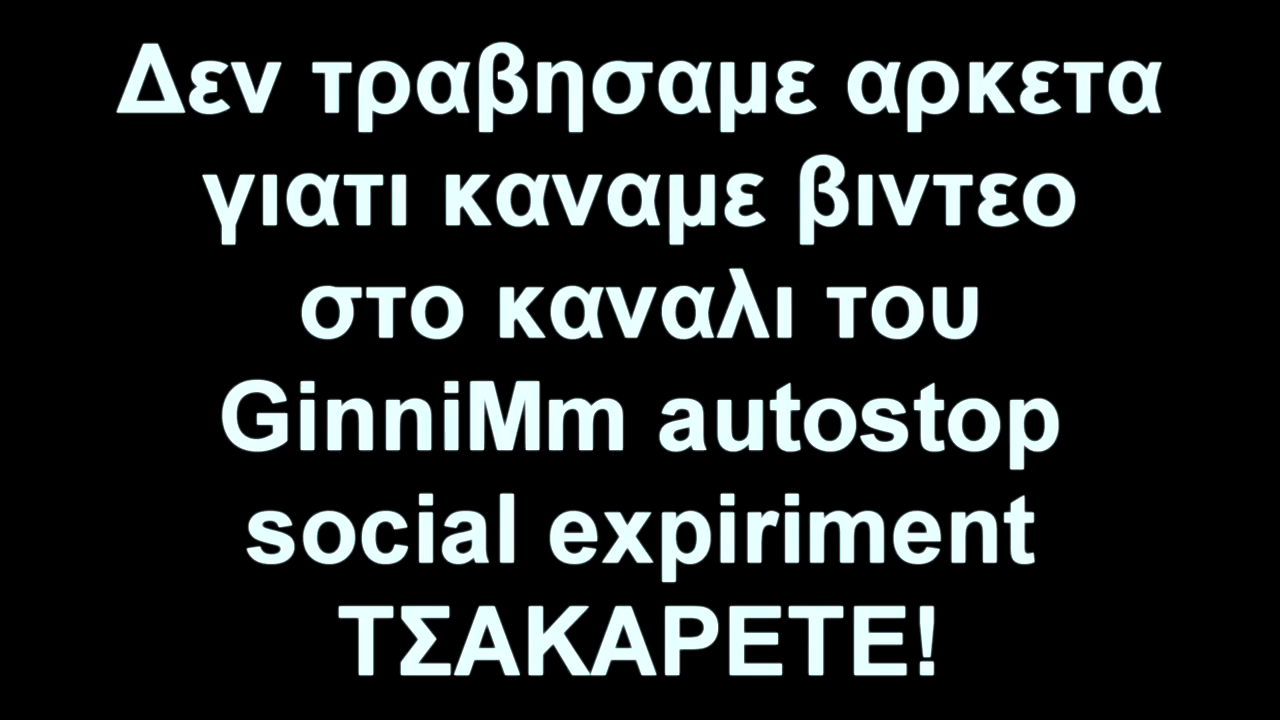 Δεν τραβησαμε αρκετα
γιατι καναμε βιντεο
στο καναλι του
GinniMm autostop
social expiriment
ΤΣΑΚΑΡΕΤΕ!